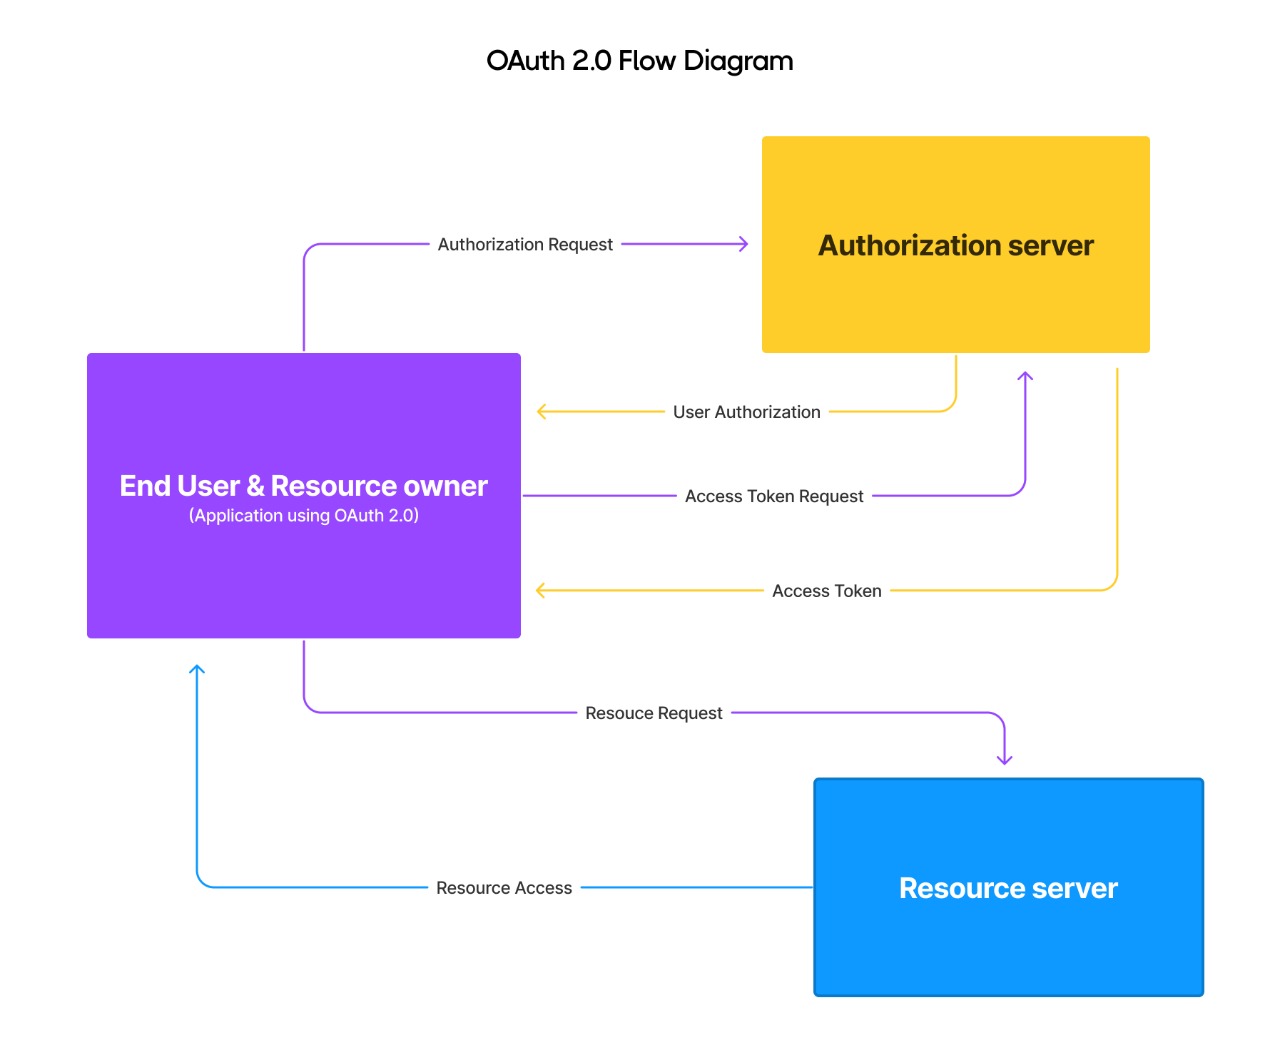 OAuth 2.0 Flow Diagram
Authorization server
Authorization Request
User Authorization
End User & Resource owner
(Application using OAuth 2.0)
Access Token Request
Access Token
Resouce Request
Resource Access
Resource server